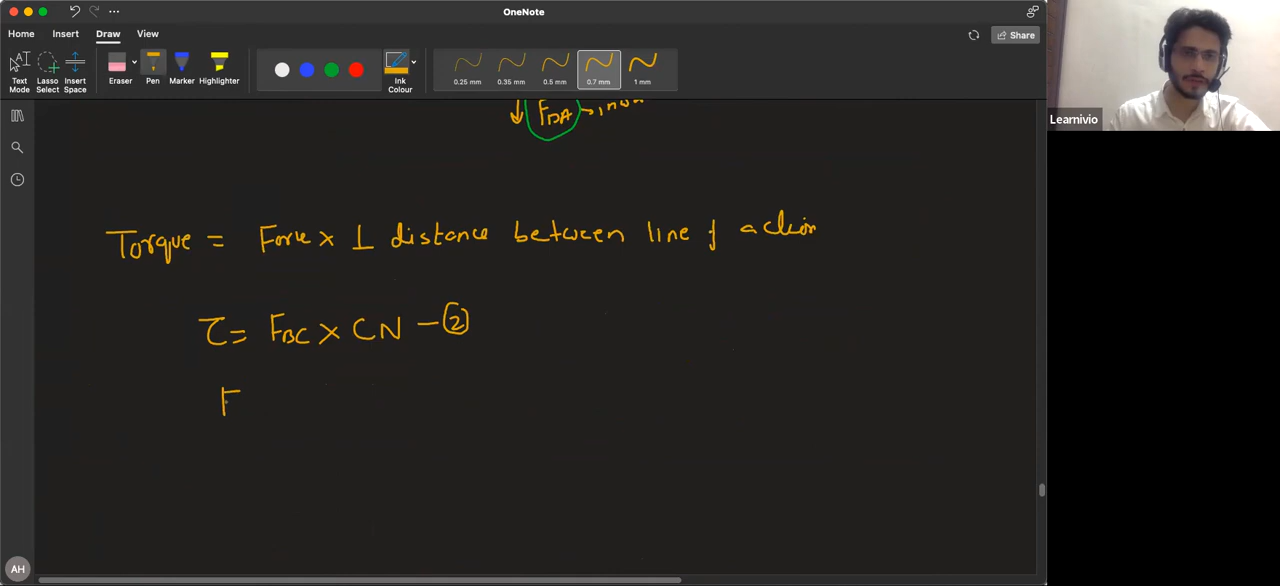 OneNote
Home Insert Draw View
Share
Text Mode
Lasso Select
Insert Space
Eraser
Pen
Marker
Highlighter
Ink Colour
0.25 mm
0.35 mm
0.5 mm
0.7 mm
1 mm
Learnivio
↓ FDA →
Torque = Force × ⊥ distance between line of action
τ = FBC × CN — ②
F
AH